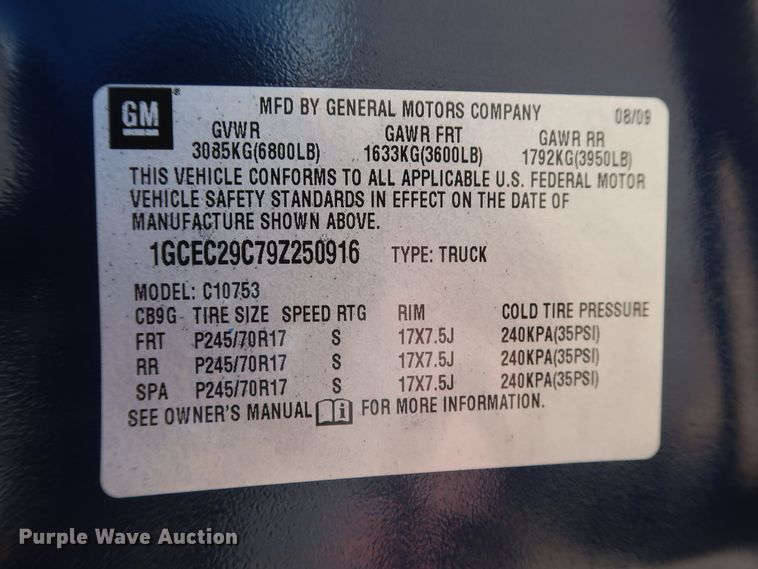 GM
MFD BY GENERAL MOTORS COMPANY 08/09
GVWR GAWR FRT GAWR RR
3085KG(6800LB) 1633KG(3600LB) 1792KG(3950LB)
THIS VEHICLE CONFORMS TO ALL APPLICABLE U.S. FEDERAL MOTOR
VEHICLE SAFETY STANDARDS IN EFFECT ON THE DATE OF
MANUFACTURE SHOWN ABOVE.
1GCEC29C79Z250916 TYPE: TRUCK
MODEL: C10753
CB9G TIRE SIZE SPEED RTG RIM COLD TIRE PRESSURE
FRT P245/70R17 S 17X7.5J 240KPA(35PSI)
RR P245/70R17 S 17X7.5J 240KPA(35PSI)
SPA P245/70R17 S 17X7.5J 240KPA(35PSI)
SEE OWNER'S MANUAL i FOR MORE INFORMATION.
Purple Wave Auction